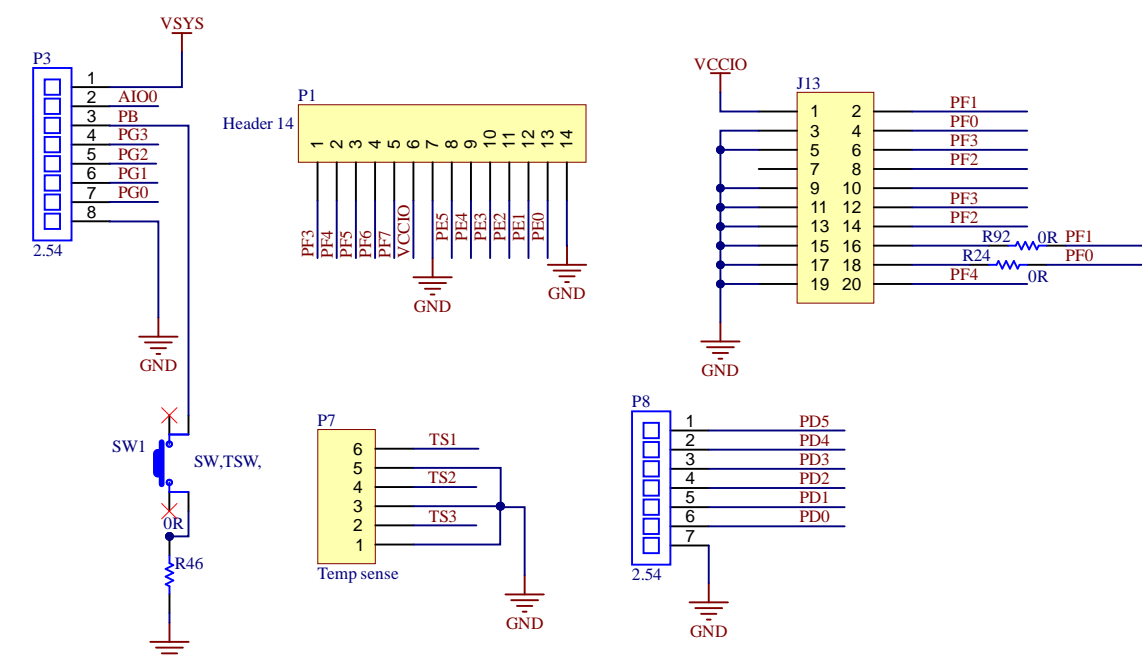 VSYS
P3
1
2 AIO0
3 PB
4 PG3
5 PG2
6 PG1
7 PG0
8
2.54
GND
SW1
SW,TSW,
0R
R46
P1
Header 14
1 2 3 4 5 6 7 8 9 10 11 12 13 14
PF3 PF4 PF5 PF6 PF7 VCCIO PE5 PE4 PE3 PE2 PE1 PE0
GND
GND
VCCIO
J13
1 2 PF1
3 4 PF0
5 6 PF3
7 8 PF2
9 10
11 12 PF3
13 14 PF2
15 16 R92 0R PF1
17 18 R24 0R PF0
19 20 PF4
GND
P7
6 TS1
5
4 TS2
3
2 TS3
1
Temp sense
GND
P8
1 PD5
2 PD4
3 PD3
4 PD2
5 PD1
6 PD0
7
2.54
GND